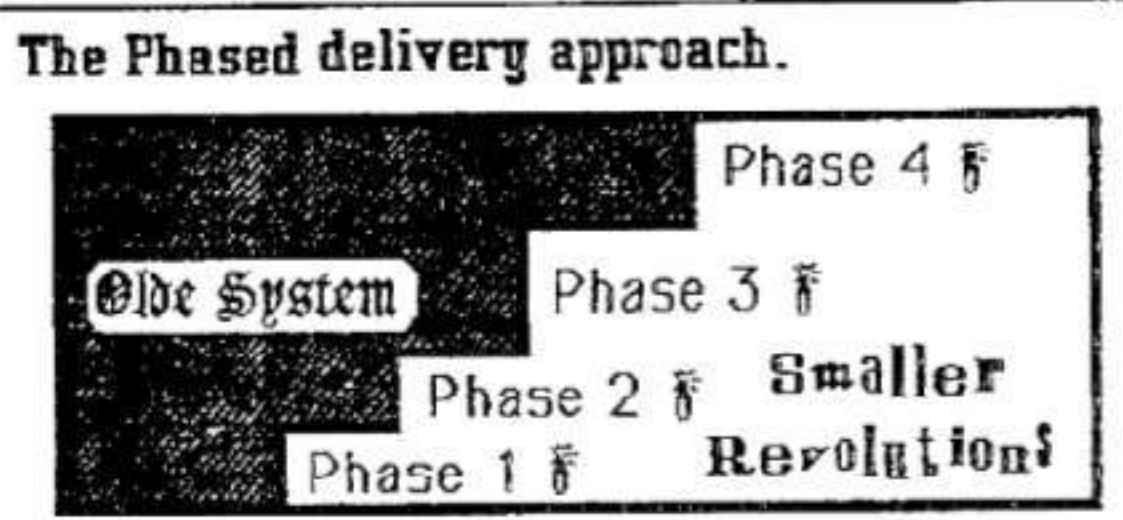 The Phased delivery approach.
Phase 4
Olde System
Phase 3
Smaller
Phase 2
Revolutions
Phase 1